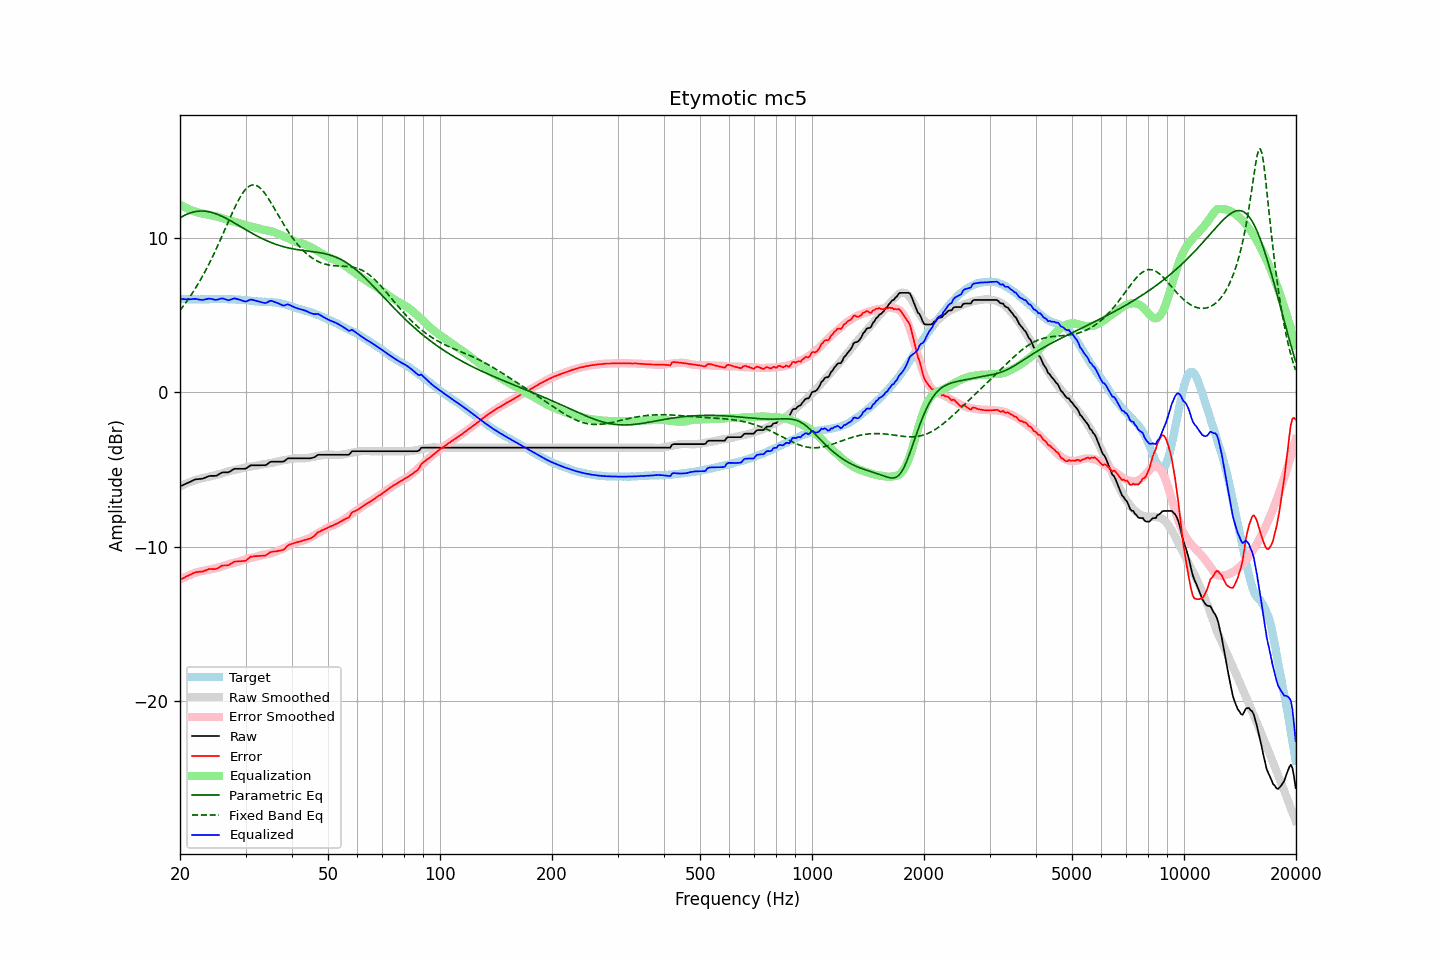 Etymotic mc5
Amplitude (dBr)
10
0
−10
−20
Target
Raw Smoothed
Error Smoothed
Raw
Error
Equalization
Parametric Eq
Fixed Band Eq
Equalized
20 50 100 200 500 1000 2000 5000 10000 20000
Frequency (Hz)